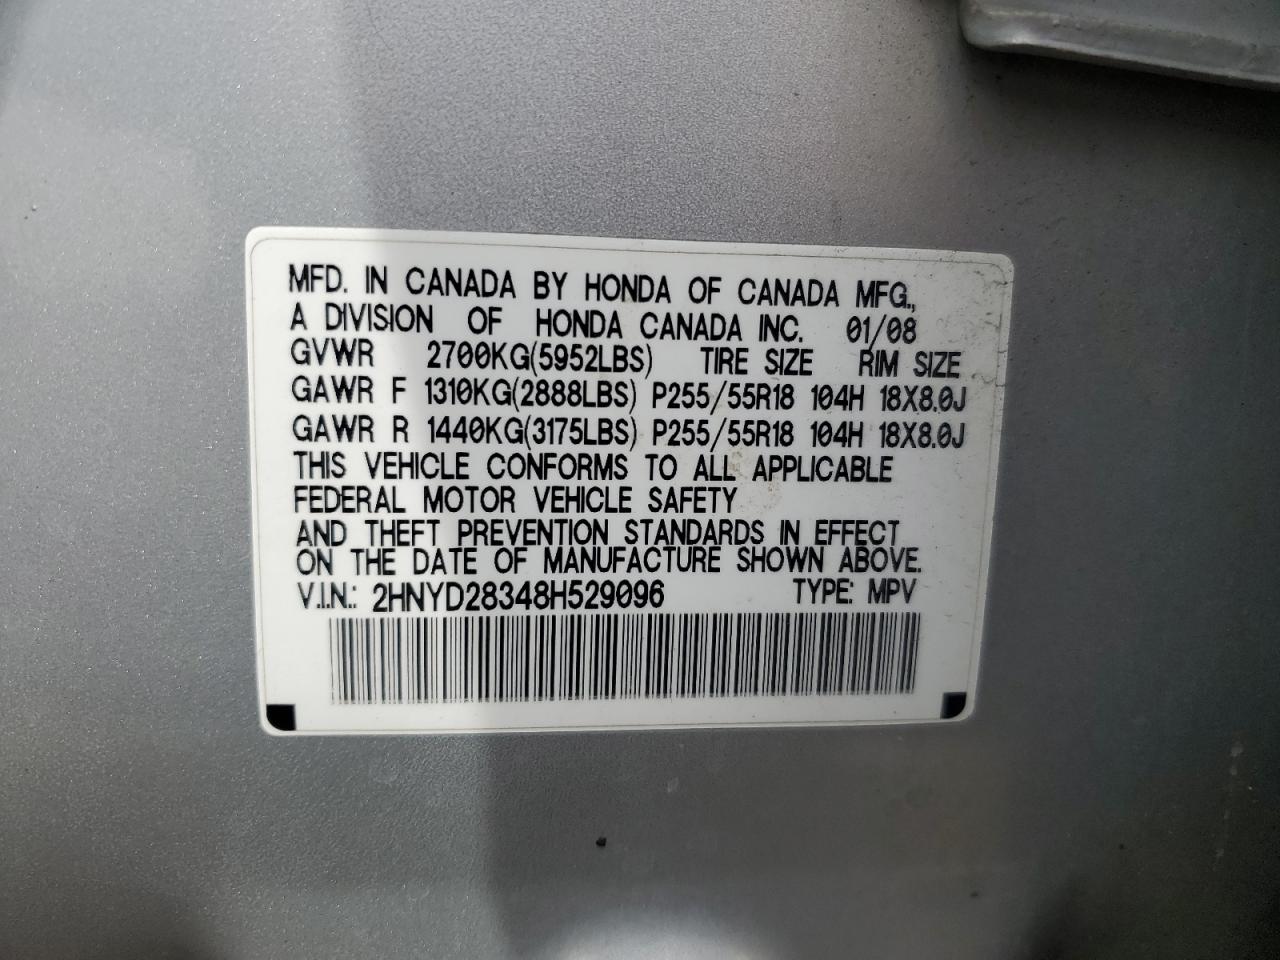 MFD. IN CANADA BY HONDA OF CANADA MFG.,
A DIVISION OF HONDA CANADA INC. 01/08
GVWR 2700KG(5952LBS) TIRE SIZE RIM SIZE
GAWR F 1310KG(2888LBS) P255/55R18 104H 18X8.0J
GAWR R 1440KG(3175LBS) P255/55R18 104H 18X8.0J
THIS VEHICLE CONFORMS TO ALL APPLICABLE
FEDERAL MOTOR VEHICLE SAFETY
AND THEFT PREVENTION STANDARDS IN EFFECT
ON THE DATE OF MANUFACTURE SHOWN ABOVE.
V.I.N.: 2HNYD28348H529096 TYPE: MPV